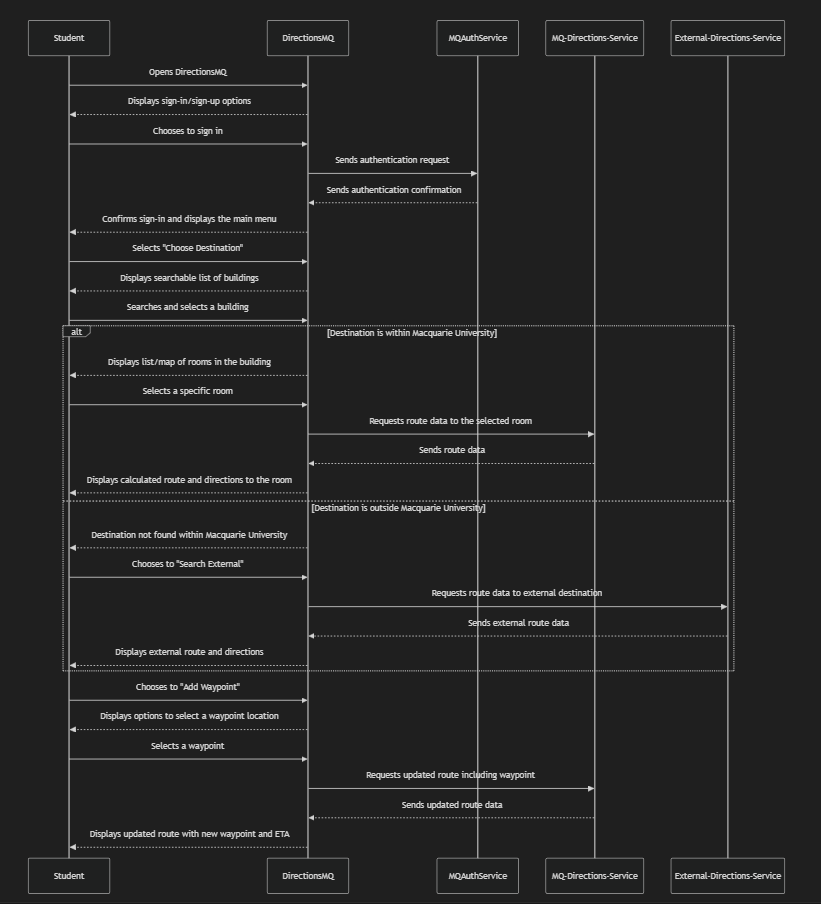 Student
DirectionsMQ
MQAuthService
MQ-Directions-Service
External-Directions-Service
Opens DirectionsMQ
Displays sign-in/sign-up options
Chooses to sign in
Sends authentication request
Sends authentication confirmation
Confirms sign-in and displays the main menu
Selects "Choose Destination"
Displays searchable list of buildings
Searches and selects a building
alt
[Destination is within Macquarie University]
Displays list/map of rooms in the building
Selects a specific room
Requests route data to the selected room
Sends route data
Displays calculated route and directions to the room
[Destination is outside Macquarie University]
Destination not found within Macquarie University
Chooses to "Search External"
Requests route data to external destination
Sends external route data
Displays external route and directions
Chooses to "Add Waypoint"
Displays options to select a waypoint location
Selects a waypoint
Requests updated route including waypoint
Sends updated route data
Displays updated route with new waypoint and ETA
Student
DirectionsMQ
MQAuthService
MQ-Directions-Service
External-Directions-Service